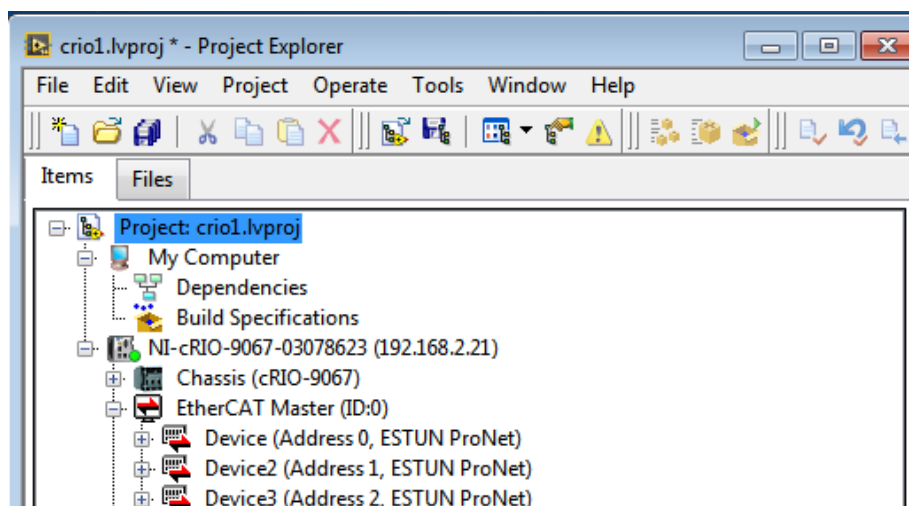 crio1.lvproj * - Project Explorer
File Edit View Project Operate Tools Window Help
Items Files
Project: crio1.lvproj
My Computer
Dependencies
Build Specifications
NI-cRIO-9067-03078623 (192.168.2.21)
Chassis (cRIO-9067)
EtherCAT Master (ID:0)
Device (Address 0, ESTUN ProNet)
Device2 (Address 1, ESTUN ProNet)
Device3 (Address 2, ESTUN ProNet)